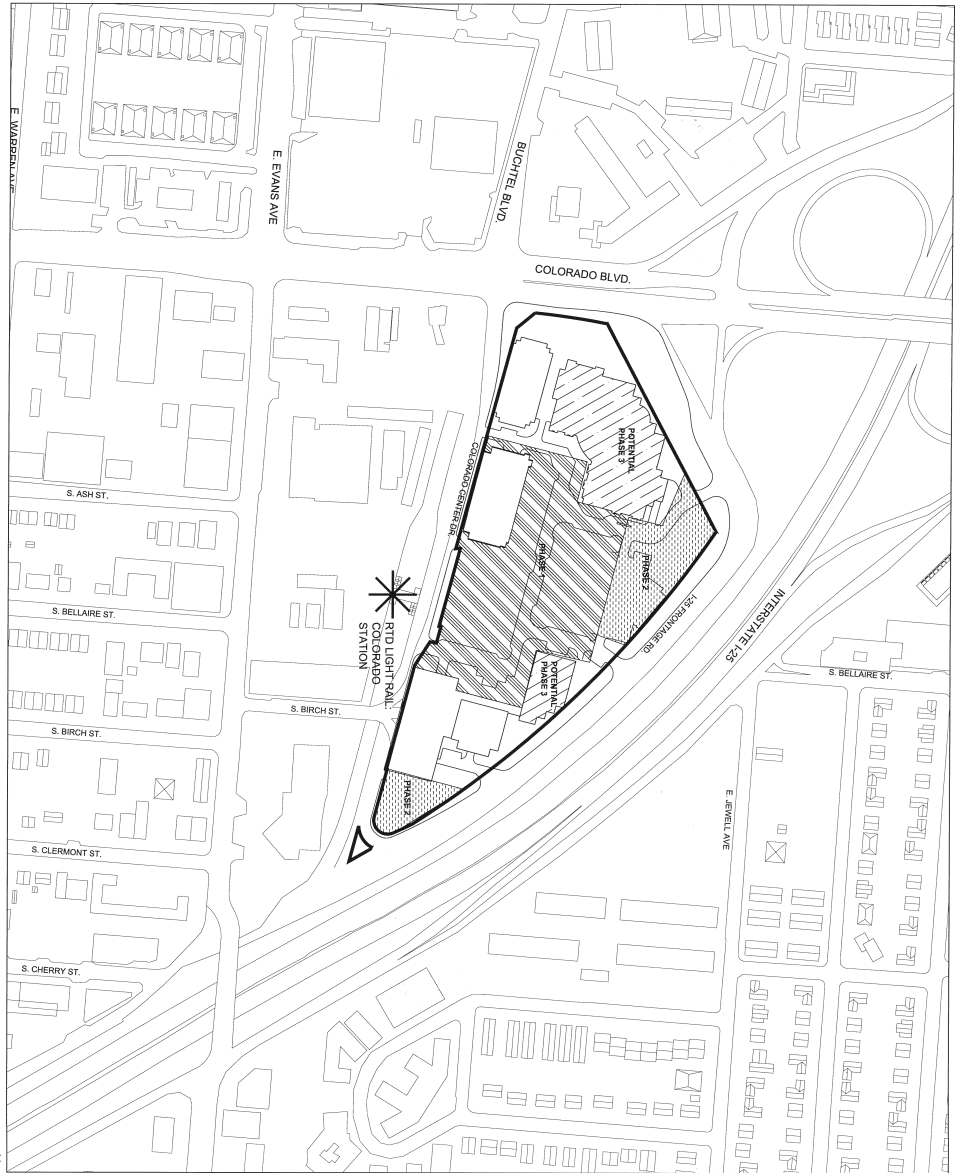 E. WARREN AVE
E. EVANS AVE
BUCHTEL BLVD.
COLORADO BLVD.
POTENTIAL
PHASE 3
COLORADO CENTER DR.
PHASE 1
PHASE 2
I-25 FRONTAGE RD
INTERSTATE I-25
S. ASH ST.
S. BELLAIRE ST.
RTD LIGHT RAIL:
COLORADO
STATION
POTENTIAL
PHASE 3
S. BELLAIRE ST.
S. BIRCH ST.
S. BIRCH ST.
PHASE 2
E. JEWELL AVE
S. CLERMONT ST.
S. CHERRY ST.